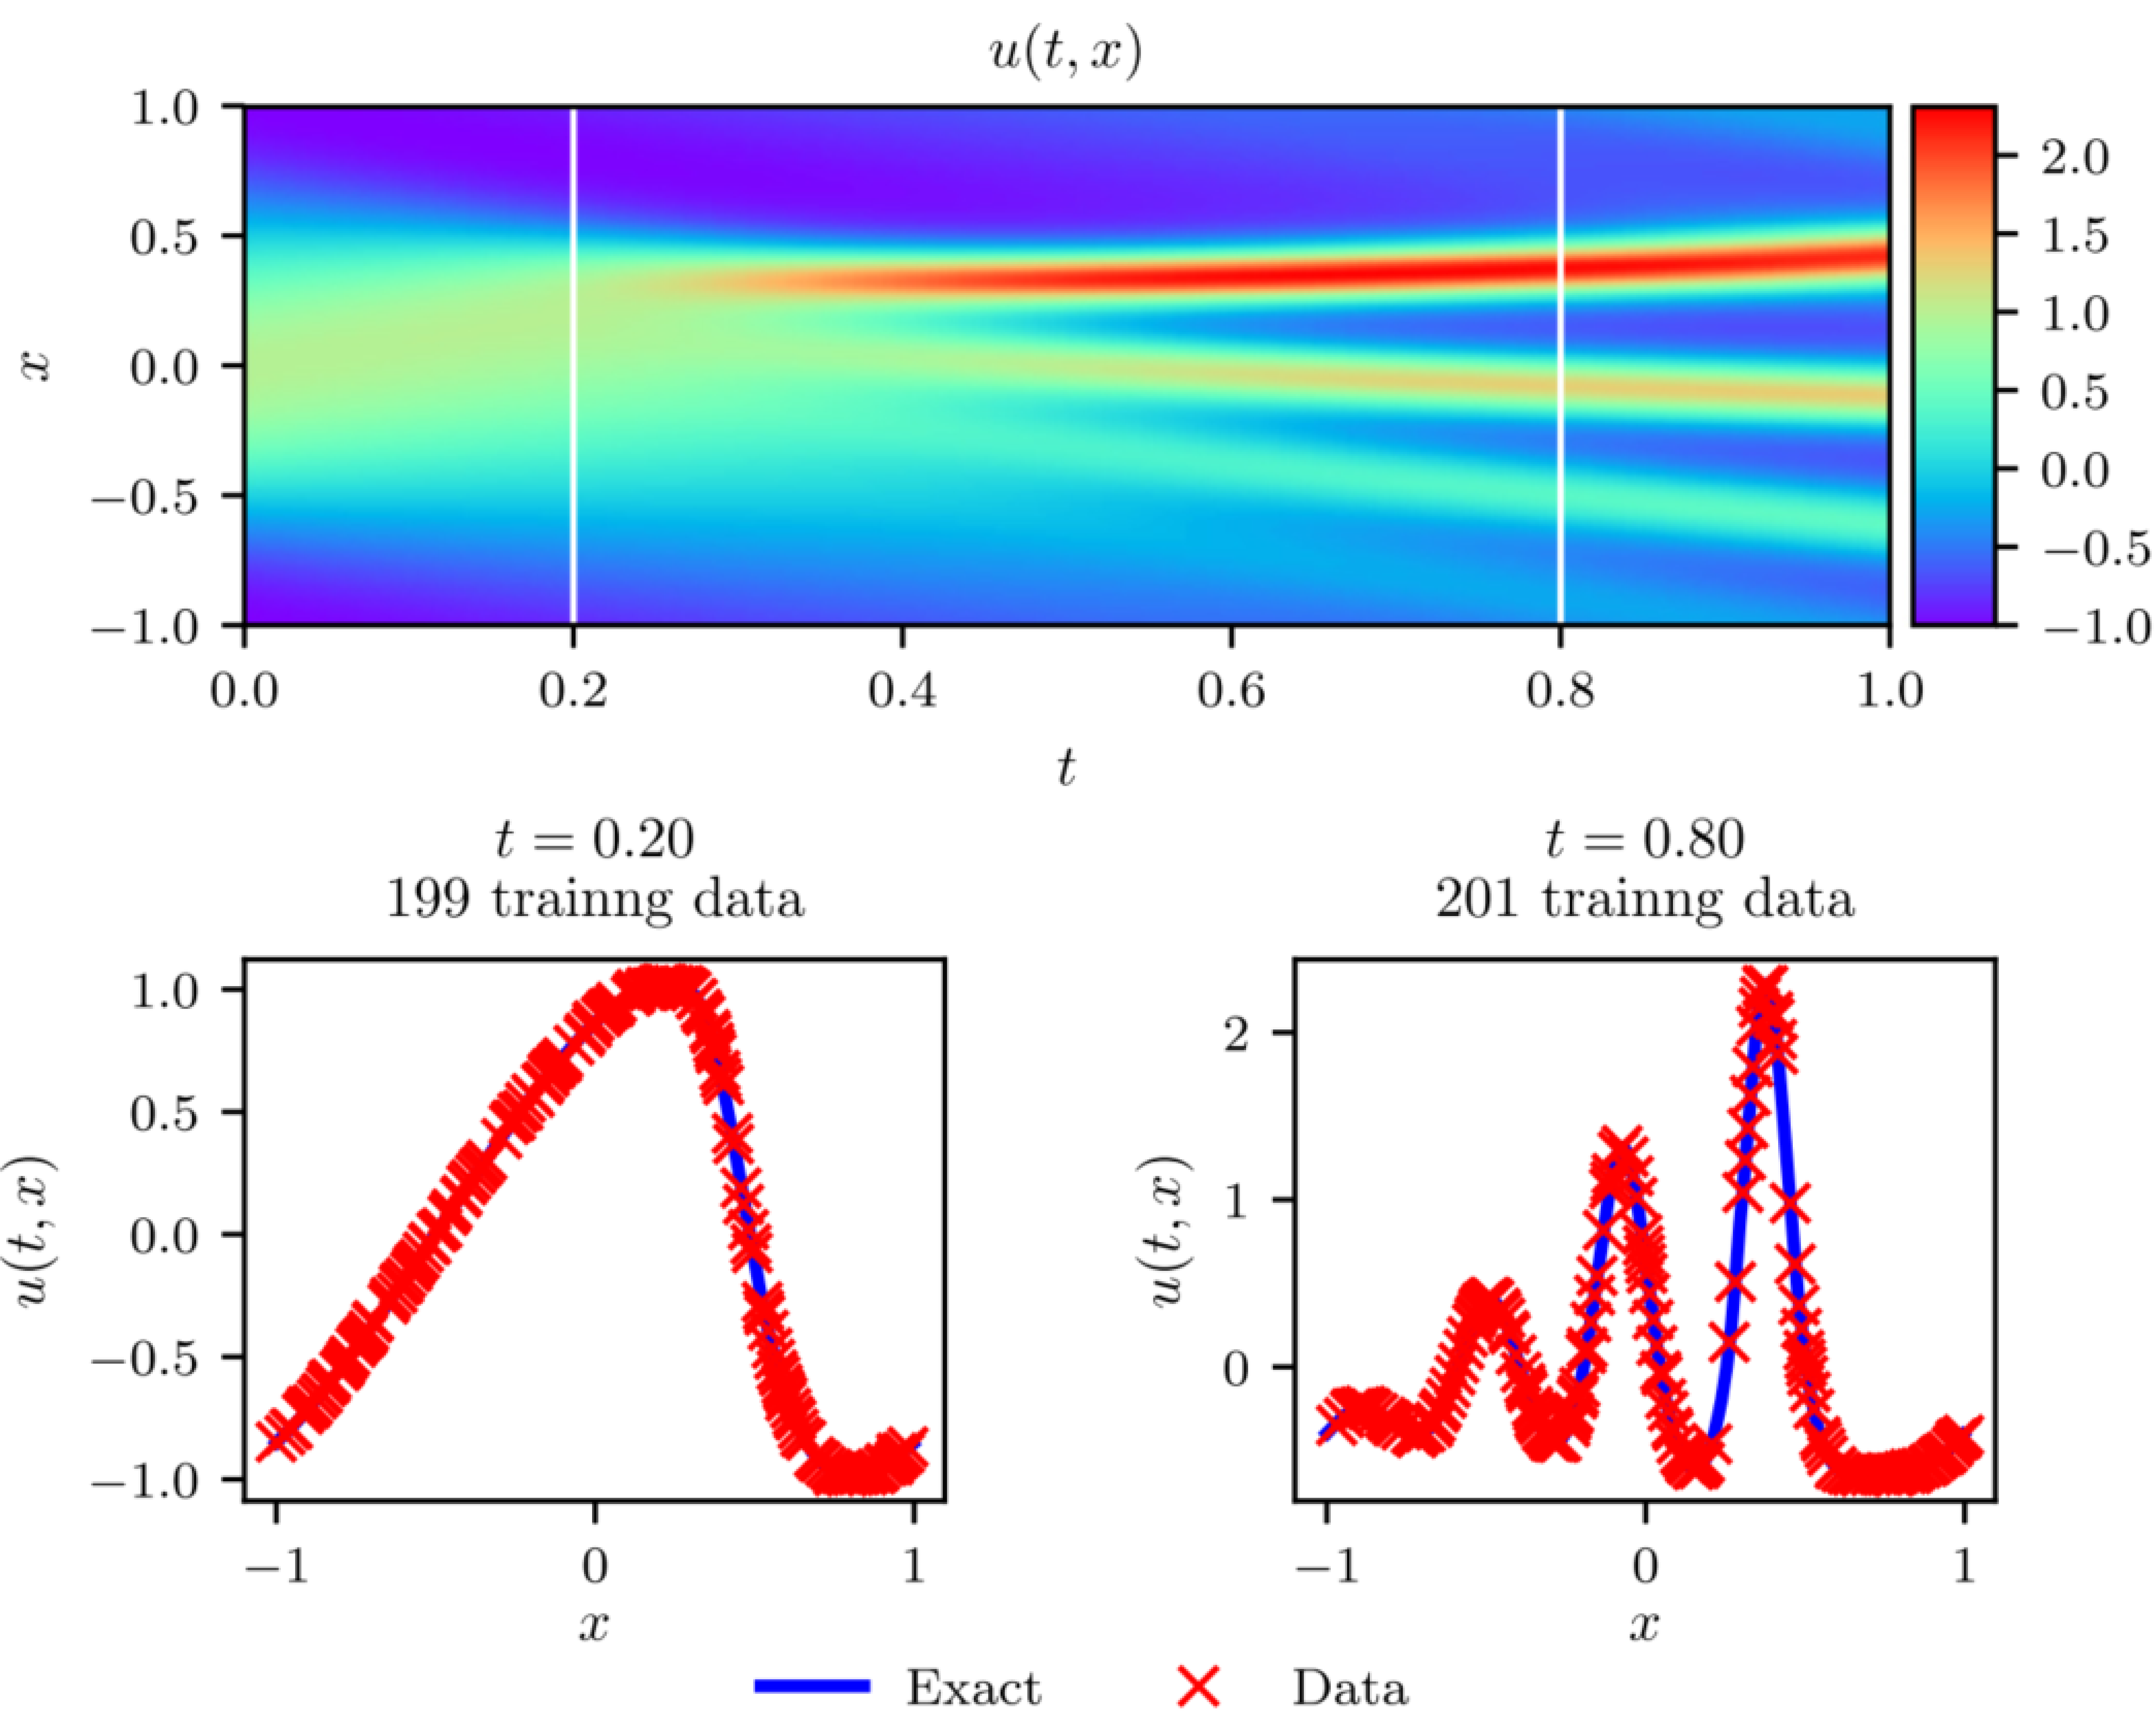 u(t, x)
1.0
0.5
0.0
−0.5
−1.0
x
0.0 0.2 0.4 0.6 0.8 1.0
t
2.0
1.5
1.0
0.5
0.0
−0.5
−1.0
t = 0.20
199 trainng data
1.0
0.5
0.0
−0.5
−1.0
u(t, x)
−1 0 1
x
t = 0.80
201 trainng data
2
1
0
u(t, x)
−1 0 1
x
Exact Data